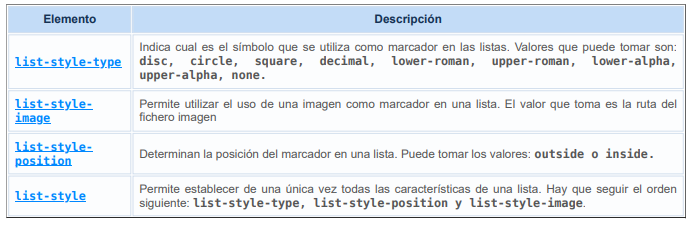 Elemento Descripción
list-style-type
Indica cual es el símbolo que se utiliza como marcador en las listas. Valores que puede tomar son:
disc, circle, square, decimal, lower-roman, upper-roman, lower-alpha,
upper-alpha, none.
list-style-
image
Permite utilizar el uso de una imagen como marcador en una lista. El valor que toma es la ruta del
fichero imagen
list-style-
position
Determinan la posición del marcador en una lista. Puede tomar los valores: outside o inside.
list-style
Permite establecer de una única vez todas las características de una lista. Hay que seguir el orden
siguiente: list-style-type, list-style-position y list-style-image.